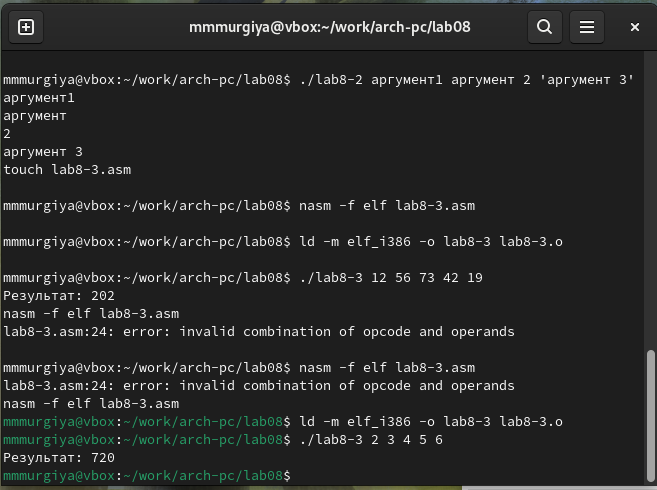 mmmurgiya@vbox:~/work/arch-pc/lab08
mmmurgiya@vbox:~/work/arch-pc/lab08$ ./lab8-2 аргумент1 аргумент 2 'аргумент 3'
аргумент1
аргумент
2
аргумент 3
touch lab8-3.asm
mmmurgiya@vbox:~/work/arch-pc/lab08$ nasm -f elf lab8-3.asm
mmmurgiya@vbox:~/work/arch-pc/lab08$ ld -m elf_i386 -o lab8-3 lab8-3.o
mmmurgiya@vbox:~/work/arch-pc/lab08$ ./lab8-3 12 56 73 42 19
Результат: 202
nasm -f elf lab8-3.asm
lab8-3.asm:24: error: invalid combination of opcode and operands
mmmurgiya@vbox:~/work/arch-pc/lab08$ nasm -f elf lab8-3.asm
lab8-3.asm:24: error: invalid combination of opcode and operands
nasm -f elf lab8-3.asm
mmmurgiya@vbox:~/work/arch-pc/lab08$ ld -m elf_i386 -o lab8-3 lab8-3.o
mmmurgiya@vbox:~/work/arch-pc/lab08$ ./lab8-3 2 3 4 5 6
Результат: 720
mmmurgiya@vbox:~/work/arch-pc/lab08$